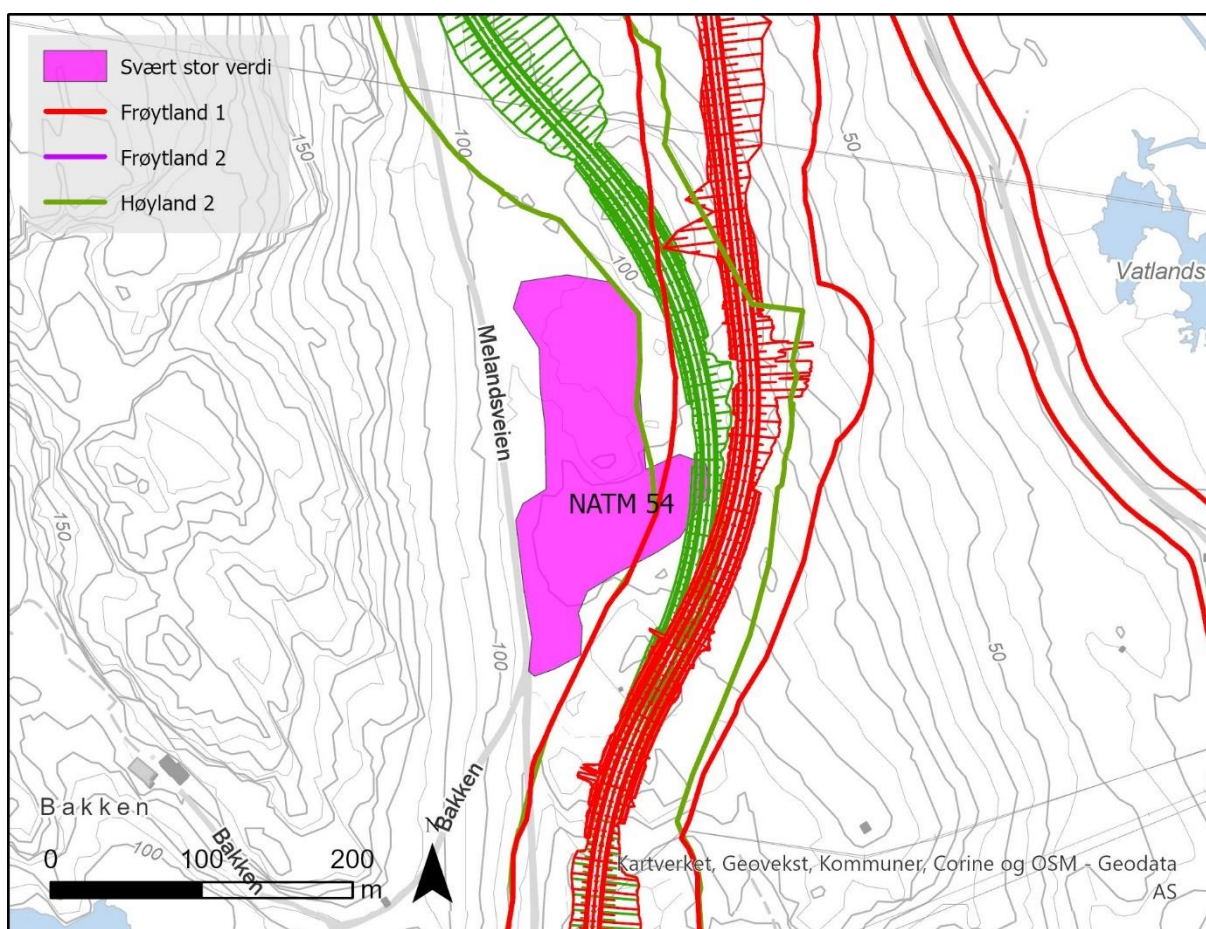 Svært stor verdi
Frøytland 1
Frøytland 2
Høyland 2
150
100
50
Vatlands
100
Melandsveien
NATM 54
150
100
50
Bakken
Bakken
N
Bakken
100
0 100 200
m
Kartverket, Geovekst, Kommuner, Corine og OSM - Geodata
AS